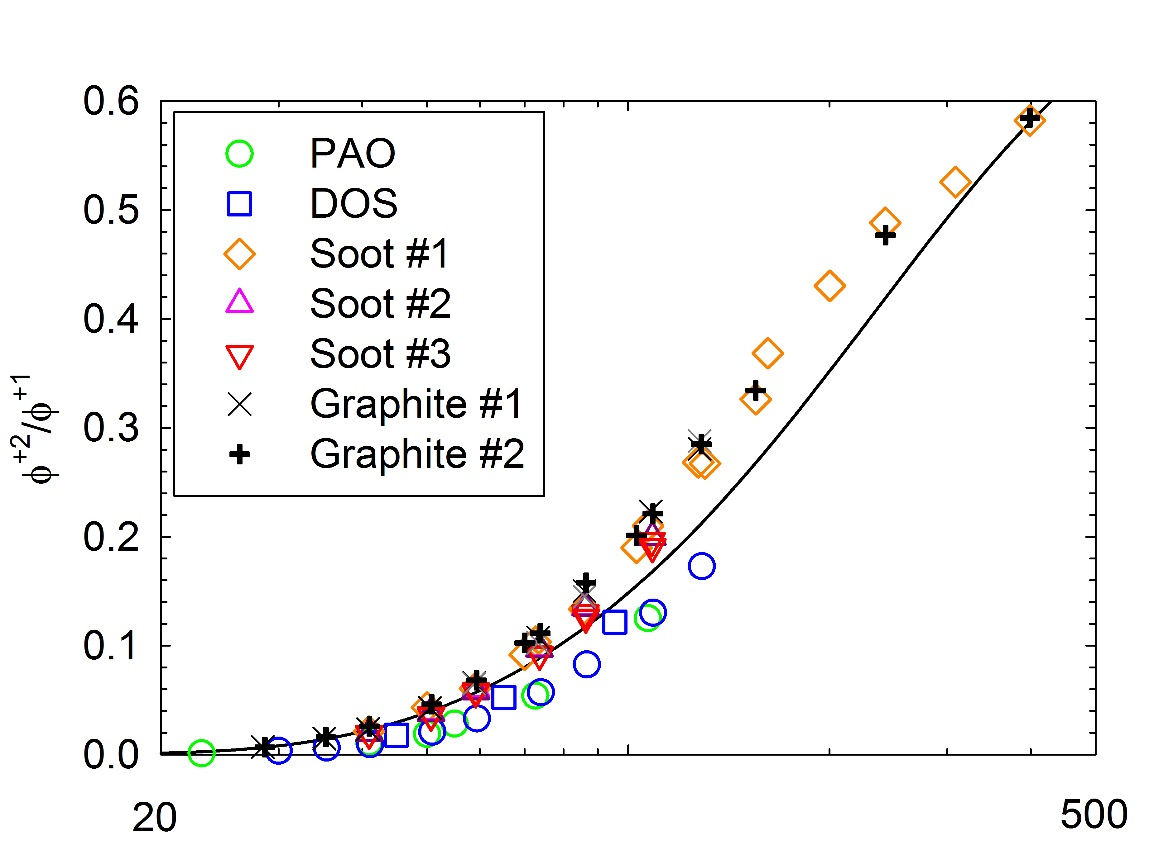 0.6
0.5
0.4
0.3
0.2
0.1
0.0
ϕ⁺²/ϕ⁺¹
PAO
DOS
Soot #1
Soot #2
Soot #3
Graphite #1
Graphite #2
20
500